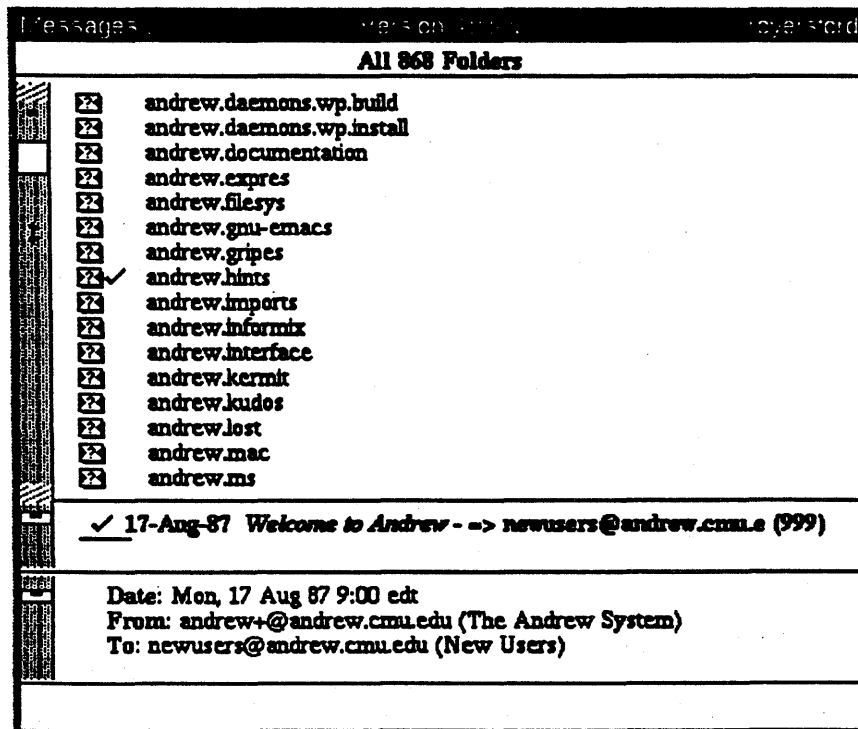 Messages
All 868 Folders
andrew.daemons.wp.build
andrew.daemons.wp.install
andrew.documentation
andrew.expres
andrew.filesys
andrew.gnu-emacs
andrew.gripes
andrew.hints
andrew.imports
andrew.informix
andrew.interface
andrew.kermit
andrew.kudos
andrew.lost
andrew.mac
andrew.ms
17-Aug-87 Welcome to Andrew - => newusers@andrew.cmu.e (999)
Date: Mon, 17 Aug 87 9:00 edt
From: andrew+@andrew.cmu.edu (The Andrew System)
To: newusers@andrew.cmu.edu (New Users)